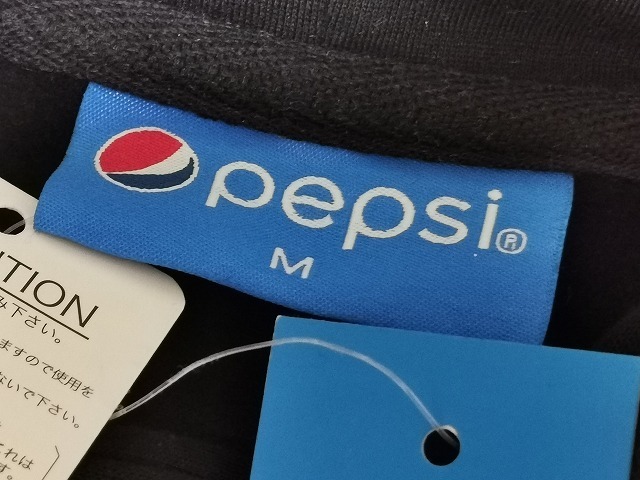 pepsi®
M
ITION
み下さい。
ますので使用を
ないで下さい。
れは
す。